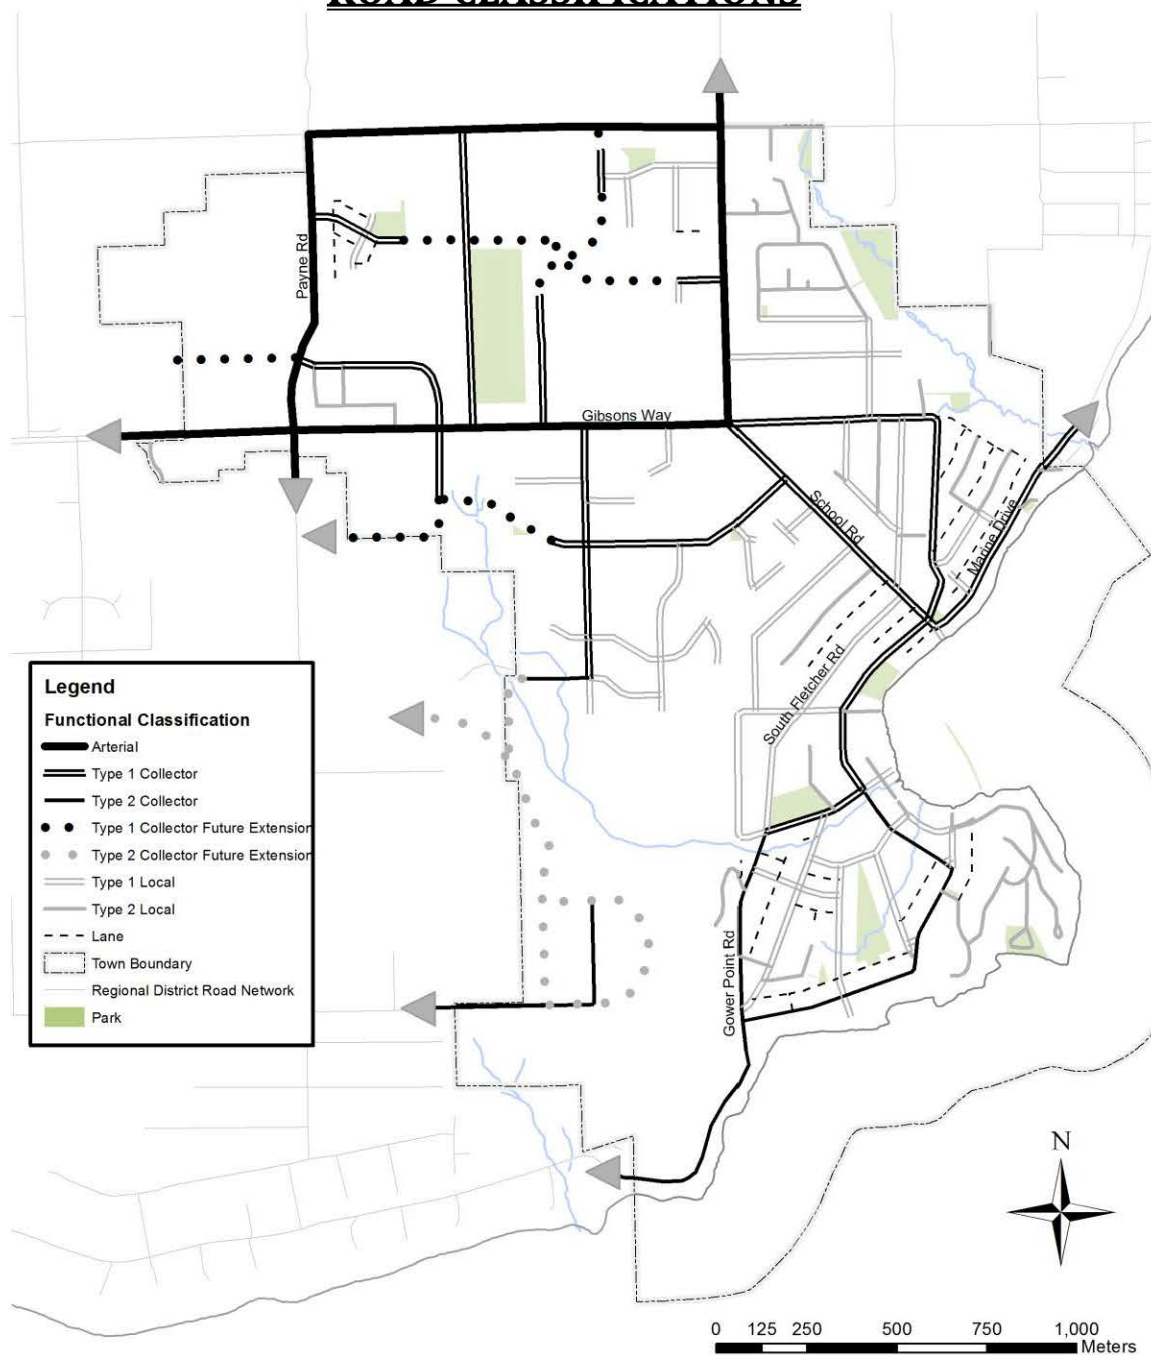 ROAD CLASSIFICATIONS
Payne Rd
Gibsons Way
School Rd
Marine Drive
South Fletcher Rd
Gower Point Rd
Legend
Functional Classification
Arterial
Type 1 Collector
Type 2 Collector
Type 1 Collector Future Extension
Type 2 Collector Future Extension
Type 1 Local
Type 2 Local
Lane
Town Boundary
Regional District Road Network
Park
N
0 125 250 500 750 1,000
Meters